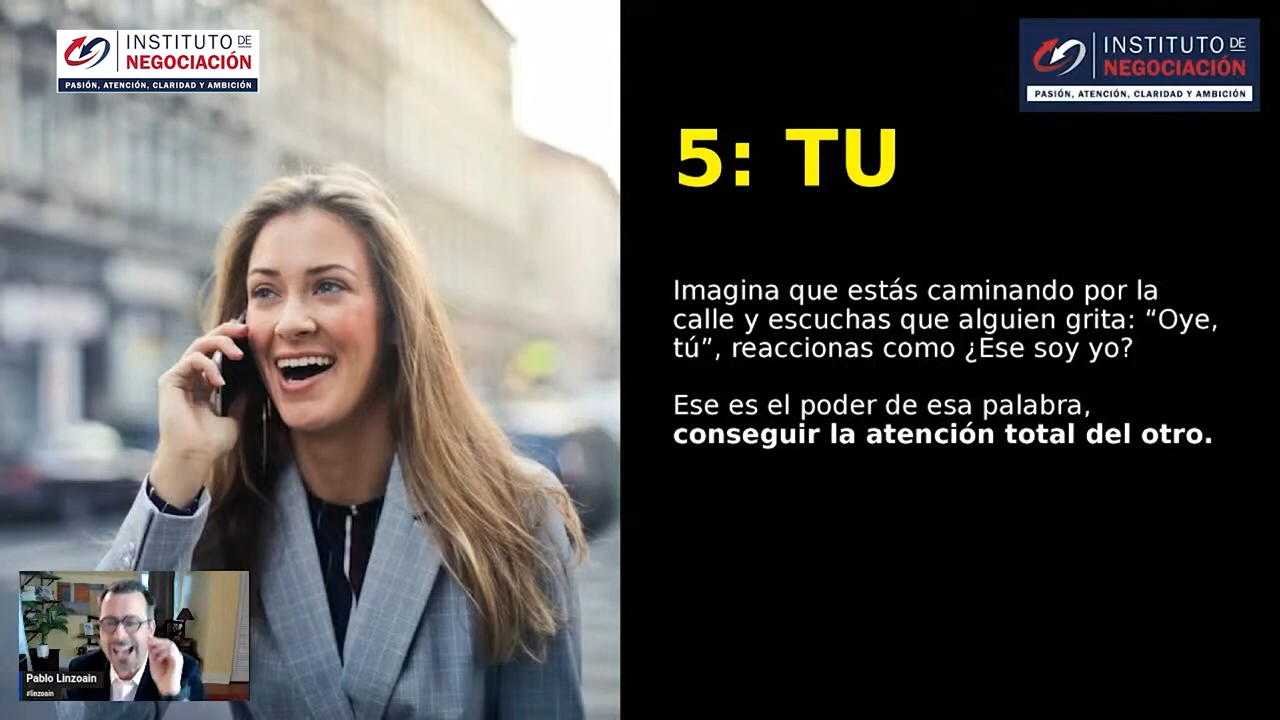 INSTITUTO DE
NEGOCIACIÓN
PASIÓN, ATENCIÓN, CLARIDAD Y AMBICIÓN
INSTITUTO DE
NEGOCIACIÓN
PASIÓN, ATENCIÓN, CLARIDAD Y AMBICIÓN
5: TU
Imagina que estás caminando por la
calle y escuchas que alguien grita: “Oye,
tú”, reaccionas como ¿Ese soy yo?
Ese es el poder de esa palabra,
conseguir la atención total del otro.
Pablo Linzoain
#linzoain